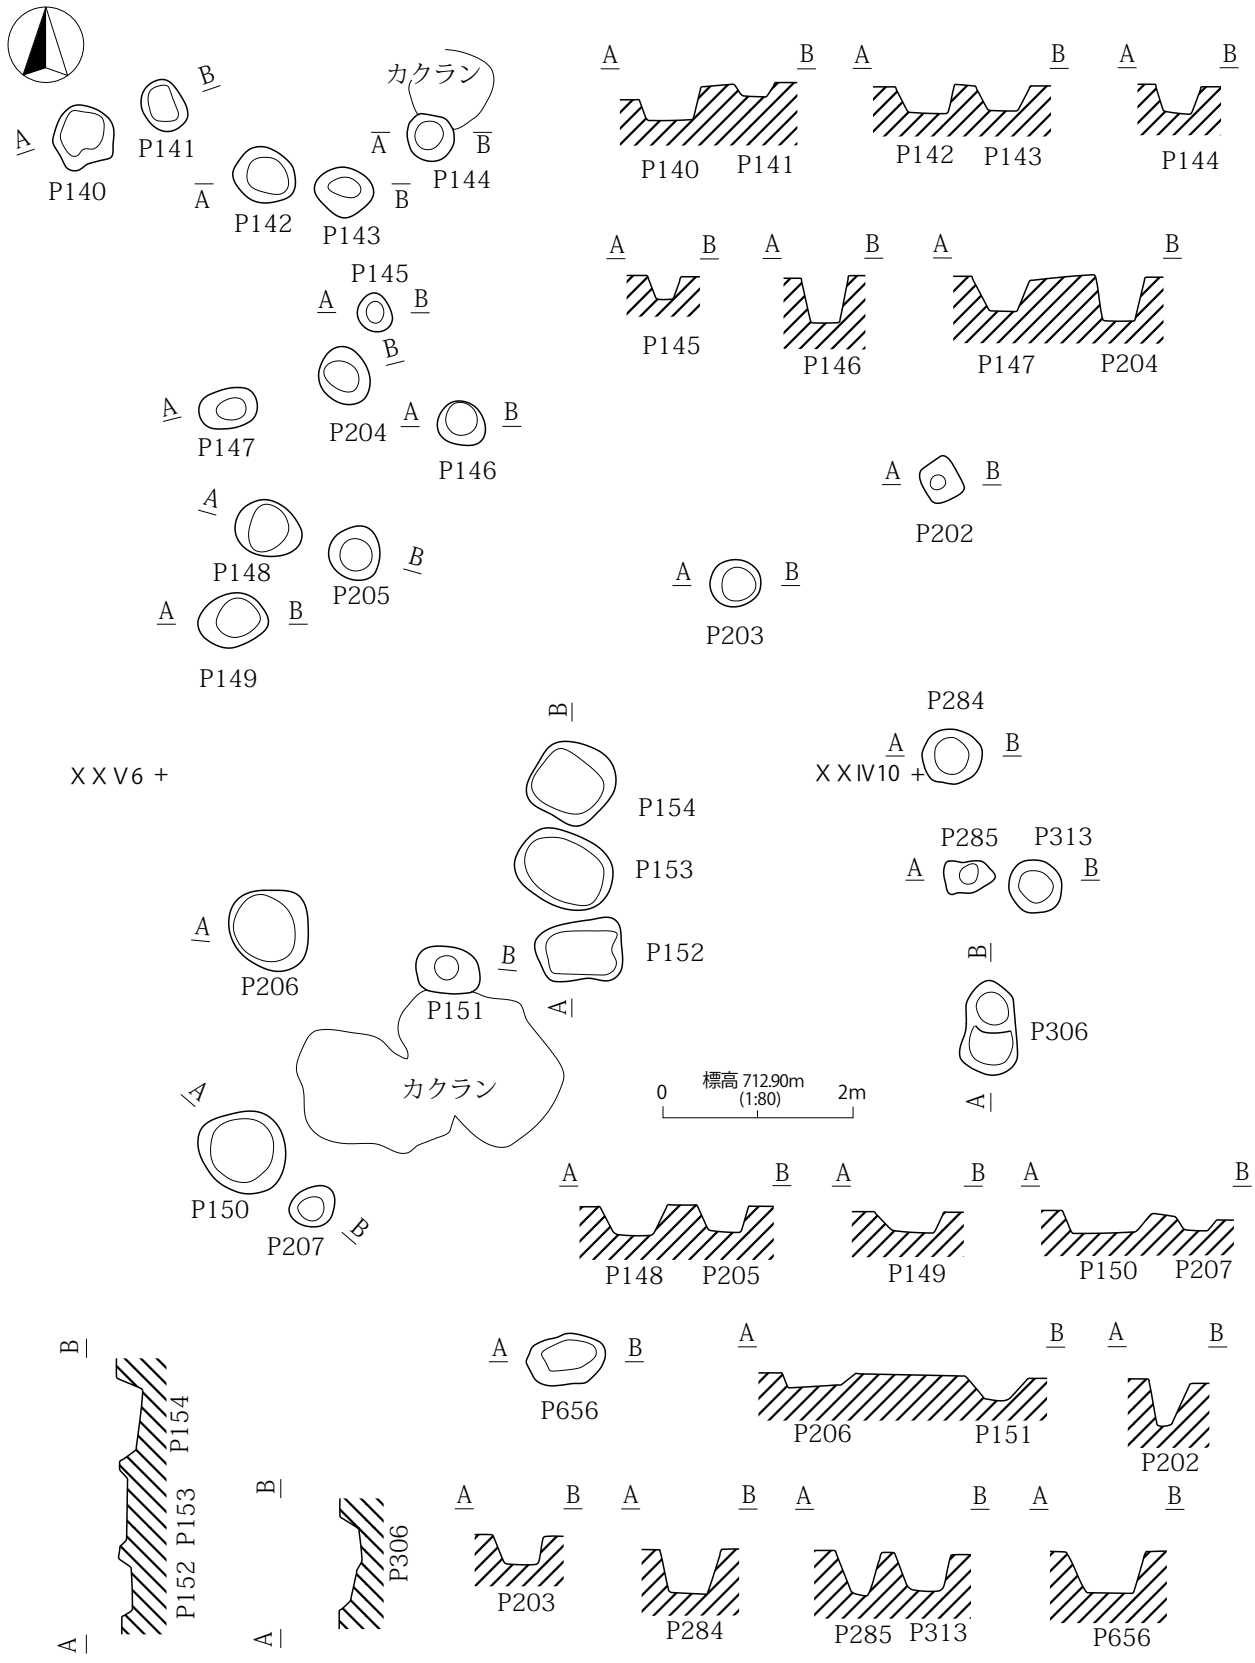 カクラン
A B
P140
P141
A B
P142
P143
A B
P144
A B
P140 P141
A B
P142 P143
A B
P144
P145
A B
A B
P145
A B
P146
A B
P147 P204
B
P204
A
P147
A B
P146
A B
P202
A
P148
B
P205
A B
P203
A B
P149
B
P154
P153
P152
A
P284
A B
X X V6 +
X X IV10 +
P285 P313
A B
A
P206
B
P151
カクラン
B
P306
A
0 標高 712.90m 2m
(1:80)
A
P150
P207
B
A B
P148 P205
A B
P149
A B
P150 P207
B
P154
P153
P152
A
A B
P656
A B
P206 P151
A B
P202
B
P306
A
A B
P203
A B
P284
A B
P285 P313
A B
P656